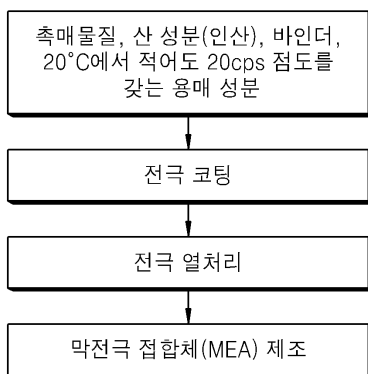 촉매물질, 산 성분(인산), 바인더,
20°C에서 적어도 20cps 점도를
갖는 용매 성분
전극 코팅
전극 열처리
막전극 접합체(MEA) 제조